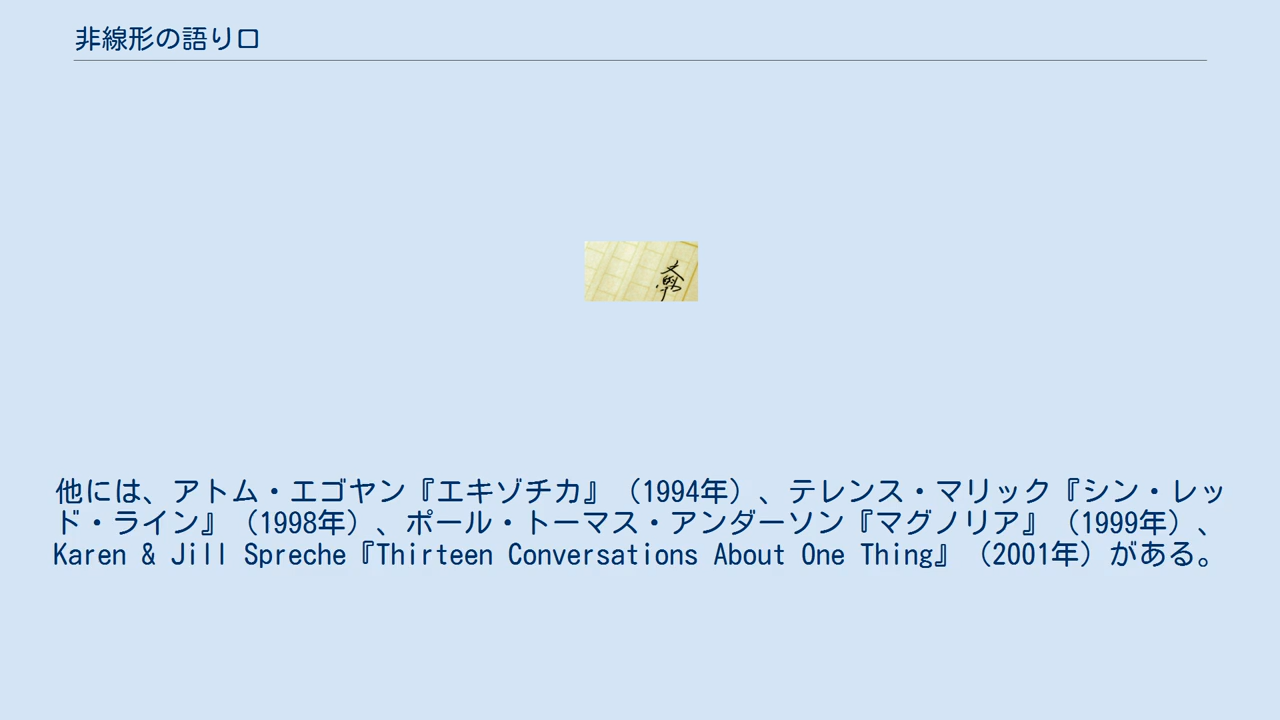 非線形の語り口
他には、アトム・エゴヤン『エキゾチカ』（1994年）、テレンス・マリック『シン・レッ
ド・ライン』（1998年）、ポール・トーマス・アンダーソン『マグノリア』（1999年）、
Karen & Jill Spreche『Thirteen Conversations About One Thing』（2001年）がある。